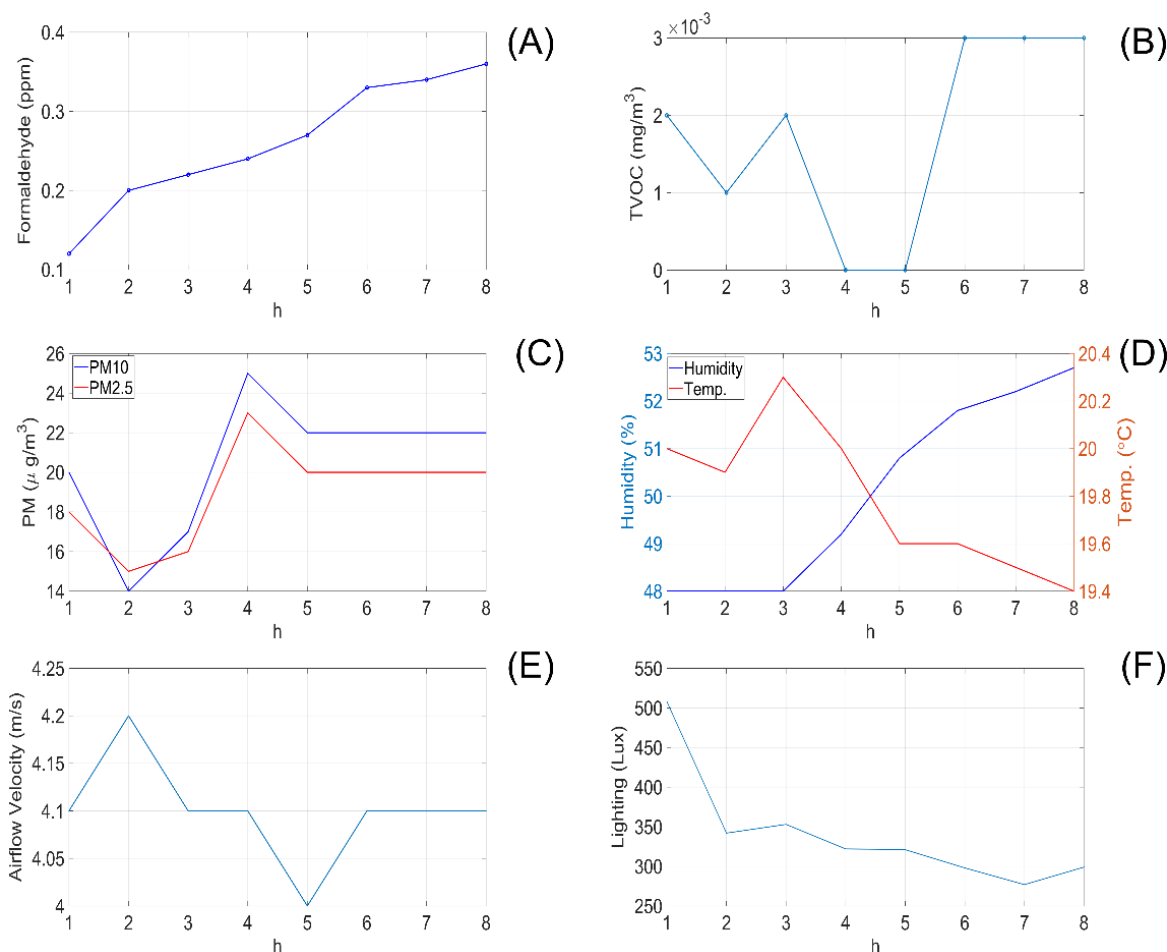 (A)
0.4
0.3
0.2
0.1
Formaldehyde (ppm)
1 2 3 4 5 6 7 8
h
(B)
×10⁻³
3
2
1
0
TVOC (mg/m³)
1 2 3 4 5 6 7 8
h
(C)
26
24
22
20
18
16
14
PM (μ g/m³)
PM10
PM2.5
1 2 3 4 5 6 7 8
h
(D)
53
52
51
50
49
48
Humidity (%)
Humidity
Temp.
20.4
20.2
20
19.8
19.6
19.4
Temp. (°C)
1 2 3 4 5 6 7 8
h
(E)
4.25
4.2
4.15
4.1
4.05
4
Airflow Velocity (m/s)
1 2 3 4 5 6 7 8
h
(F)
550
500
450
400
350
300
250
Lighting (Lux)
1 2 3 4 5 6 7 8
h